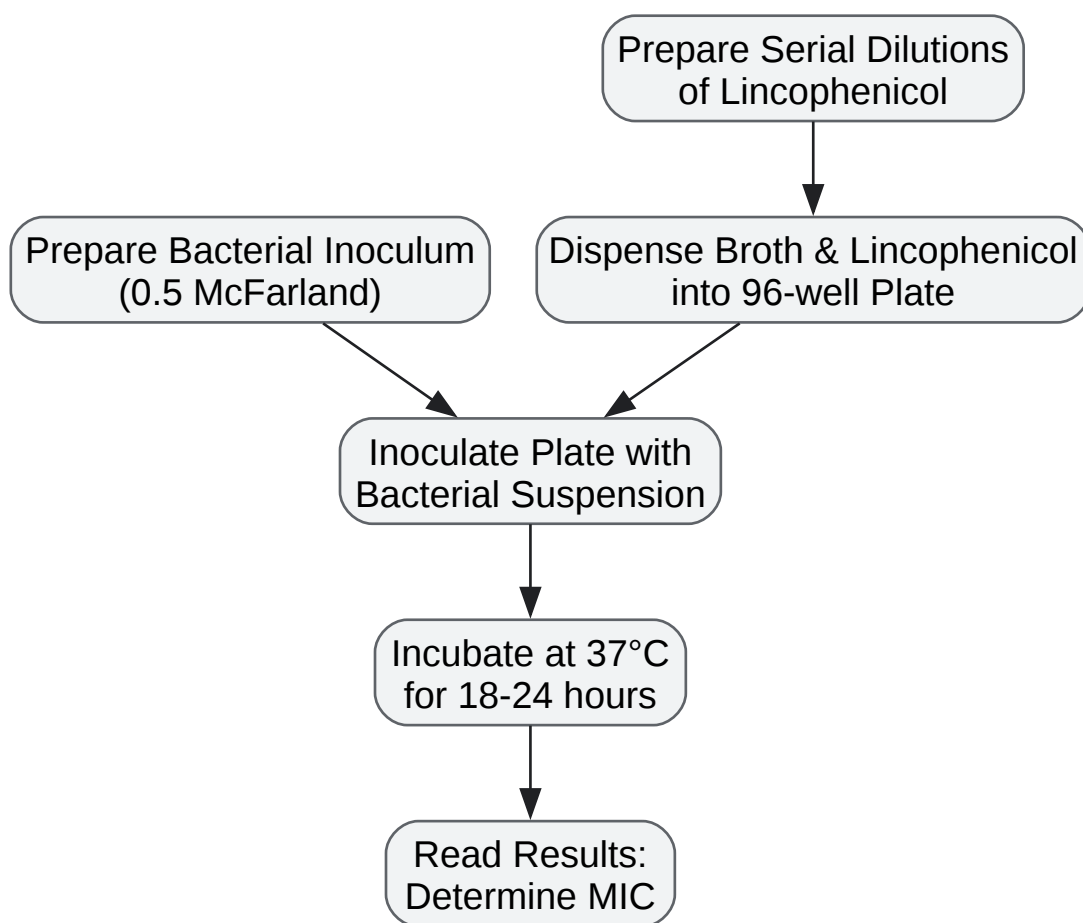 Prepare Serial Dilutions
of Lincophenicol
Prepare Bacterial Inoculum
(0.5 McFarland)
Dispense Broth & Lincophenicol
into 96-well Plate
Inoculate Plate with
Bacterial Suspension
Incubate at 37°C
for 18-24 hours
Read Results:
Determine MIC